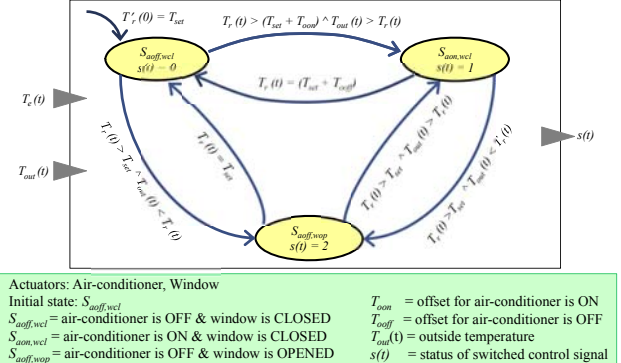 T′r (0) = Tset
Tr (t) > (Tset + Toon) ^ Tout (t) > Tr (t)
Saoff,wcl
s(t) = 0
Saon,wcl
s(t) = 1
Tr (t) = (Tset + Tooff)
Te (t)
Tout (t)
s(t)
Tr (t) > Tset ^ Tout (t) < Tr (t)
Tr (t) = Tset
Tr (t) > Tset ^ Tout (t) > Tr (t)
Tr (t) > Tset ^ Tout (t) < Tr (t)
Saoff,wop
s(t) = 2
Actuators: Air-conditioner, Window
Initial state: Saoff,wcl
Saoff,wcl = air-conditioner is OFF & window is CLOSED
Saon,wcl = air-conditioner is ON & window is CLOSED
Saoff,wop = air-conditioner is OFF & window is OPENED
Toon = offset for air-conditioner is ON
Tooff = offset for air-conditioner is OFF
Tout(t) = outside temperature
s(t) = status of switched control signal